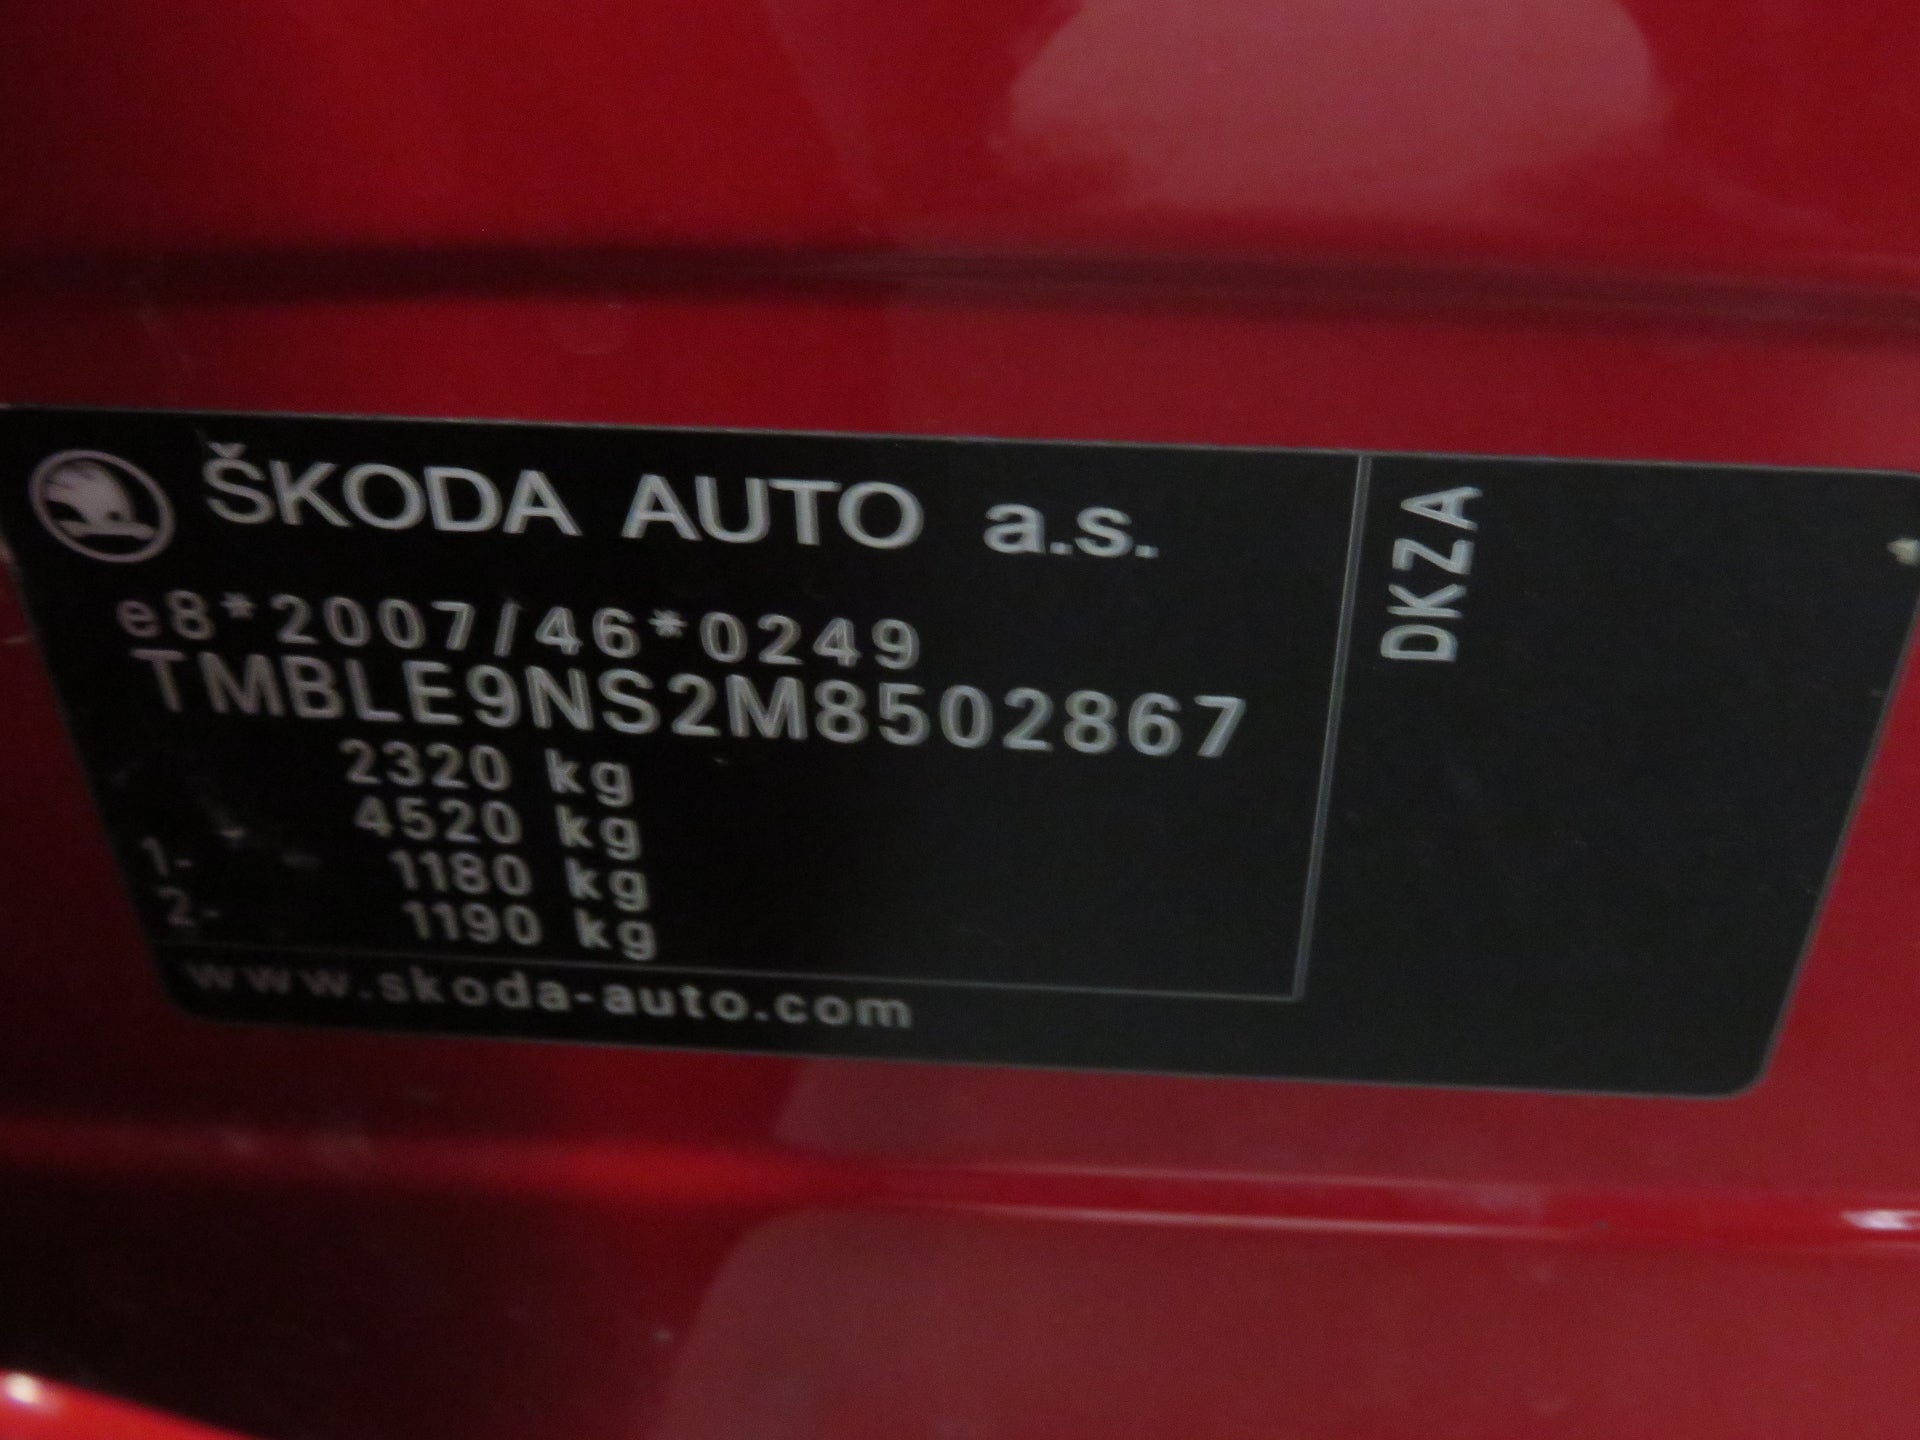 ŠKODA AUTO a.s.
e8*2007/46*0249
TMBLE9NS2M8502867
2320 kg
4520 kg
1- 1180 kg
2- 1190 kg
www.skoda-auto.com
DKZA